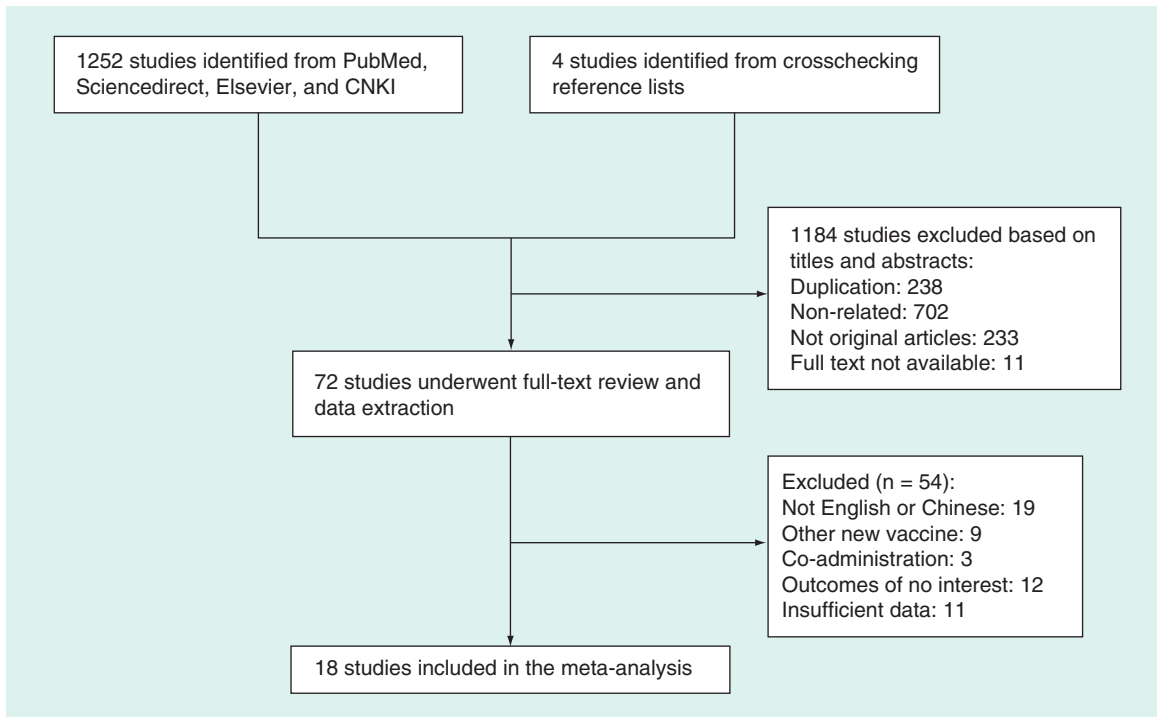 1252 studies identified from PubMed,
Sciencedirect, Elsevier, and CNKI
4 studies identified from crosschecking
reference lists
1184 studies excluded based on
titles and abstracts:
Duplication: 238
Non-related: 702
Not original articles: 233
Full text not available: 11
72 studies underwent full-text review and
data extraction
Excluded (n = 54):
Not English or Chinese: 19
Other new vaccine: 9
Co-administration: 3
Outcomes of no interest: 12
Insufficient data: 11
18 studies included in the meta-analysis